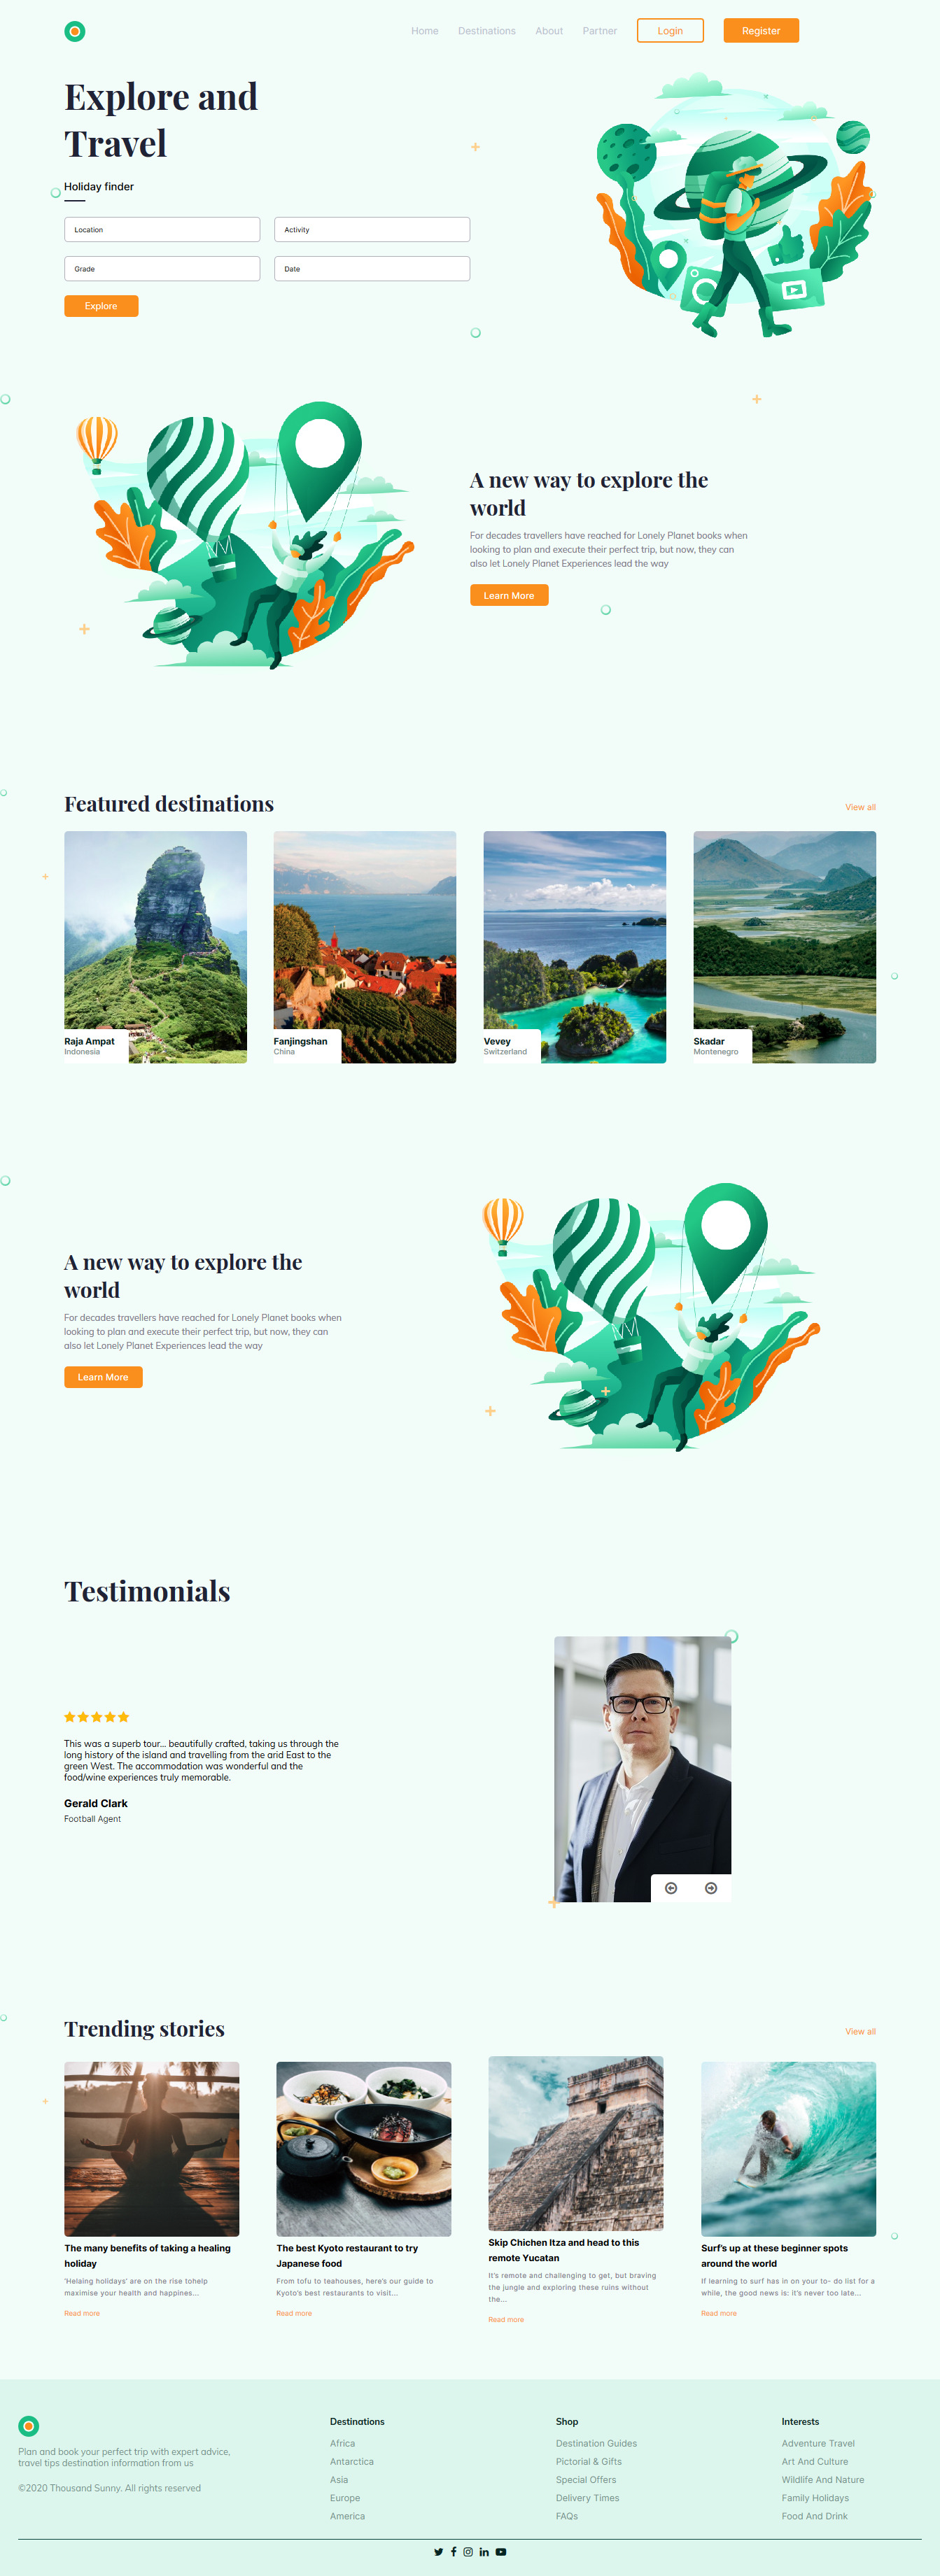 Home Destinations About Partner Login Register
Explore and
Travel
Holiday finder
Location Activity
Grade Date
Explore
A new way to explore the
world
For decades travellers have reached for Lonely Planet books when
looking to plan and execute their perfect trip, but now, they can
also let Lonely Planet Experiences lead the way
Learn More
Featured destinations
View all
Raja Ampat
Indonesia
Fanjingshan
China
Vevey
Switzerland
Skadar
Montenegro
A new way to explore the
world
For decades travellers have reached for Lonely Planet books when
looking to plan and execute their perfect trip, but now, they can
also let Lonely Planet Experiences lead the way
Learn More
Testimonials
This was a superb tour... beautifully crafted, taking us through the
long history of the island and travelling from the arid East to the
green West. The accommodation was wonderful and the
food/wine experiences truly memorable.
Gerald Clark
Football Agent
Trending stories
View all
The many benefits of taking a healing
holiday
'Helaing holidays' are on the rise tohelp
maximise your health and happines...
Read more
The best Kyoto restaurant to try
Japanese food
From tofu to teahouses, here's our guide to
Kyoto's best restaurants to visit...
Read more
Skip Chichen Itza and head to this
remote Yucatan
It's remote and challenging to get, but braving
the jungle and exploring these ruins without
the...
Read more
Surf's up at these beginner spots
around the world
If learning to surf has in on your to- do list for a
while, the good news is: it's never too late...
Read more
Plan and book your perfect trip with expert advice,
travel tips destination information from us
©2020 Thousand Sunny. All rights reserved
Destinations
Africa
Antarctica
Asia
Europe
America
Shop
Destination Guides
Pictorial & Gifts
Special Offers
Delivery Times
FAQs
Interests
Adventure Travel
Art And Culture
Wildlife And Nature
Family Holidays
Food And Drink